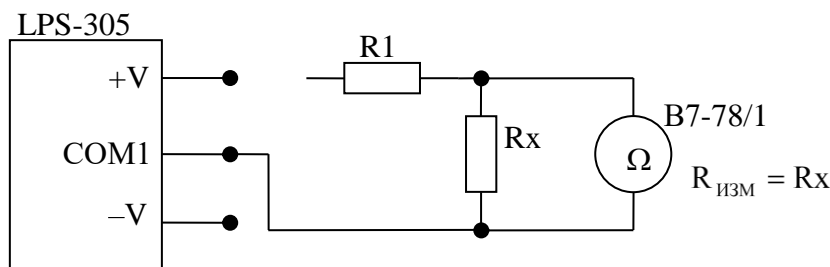 LPS-305
+V
R1
COM1
Rx
B7-78/1
Ω
R ИЗМ = Rx
–V